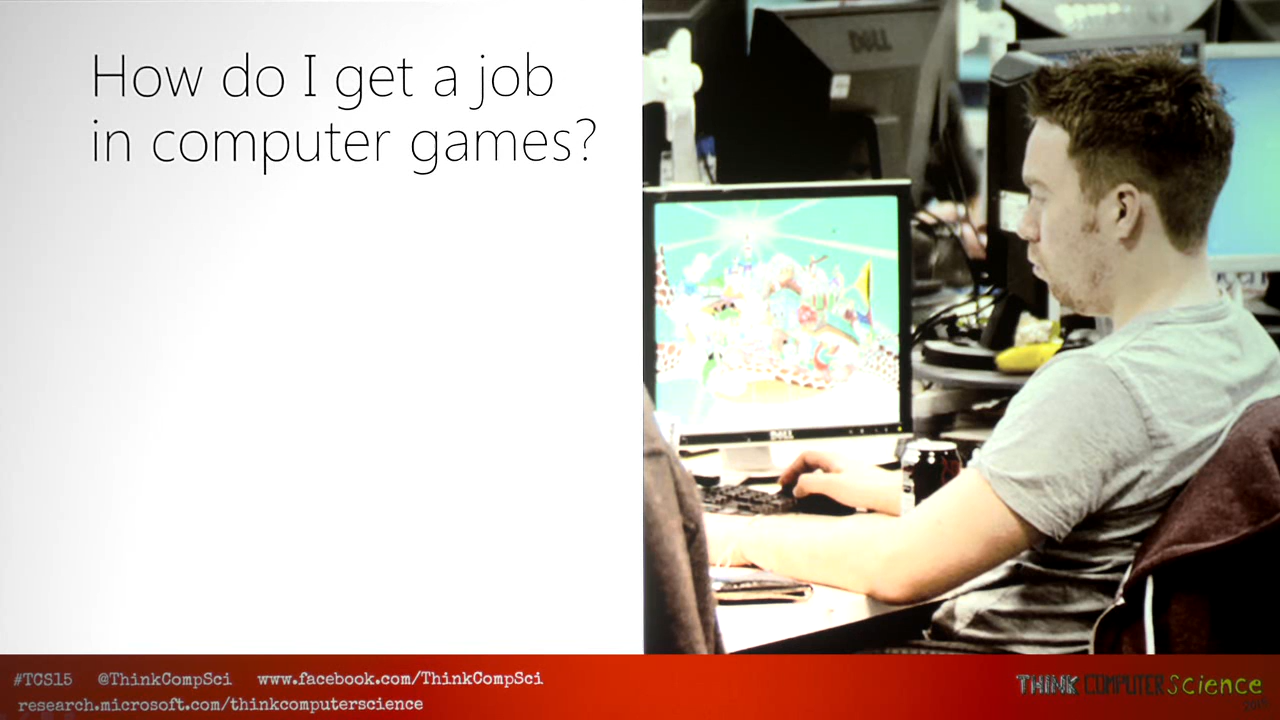 How do I get a job
in computer games?
DELL
DELL
#TCS15 @ThinkCompSci www.facebook.com/ThinkCompSci
research.microsoft.com/thinkcomputerscience
THINK COMPUTER Science
2015